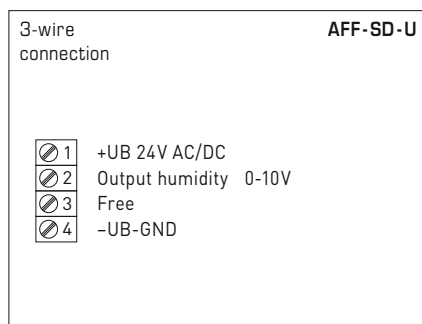 3-wire AFF-SD-U
connection
1 +UB 24V AC/DC
2 Output humidity 0-10V
3 Free
4 –UB-GND